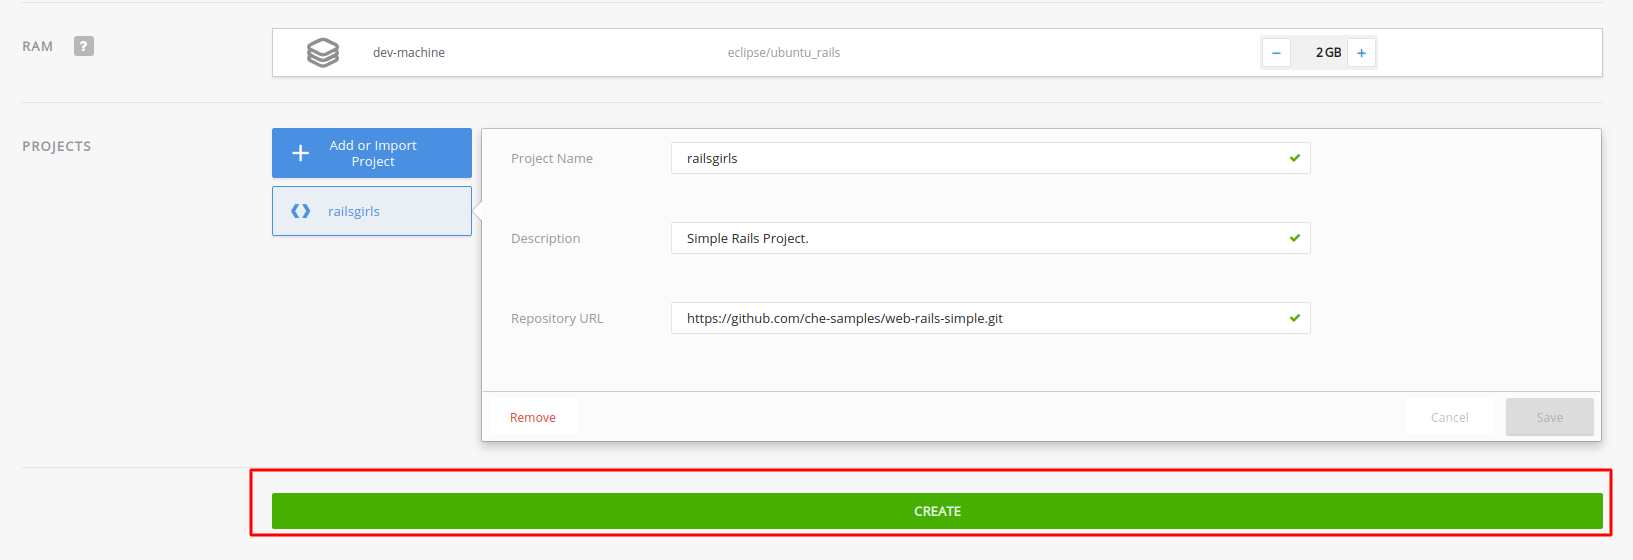 RAM ?
dev-machine
eclipse/ubuntu_rails
− 2 GB +
PROJECTS
+ Add or Import
Project
railsgirls
Project Name
railsgirls
Description
Simple Rails Project.
Repository URL
https://github.com/che-samples/web-rails-simple.git
Remove
Cancel
Save
CREATE